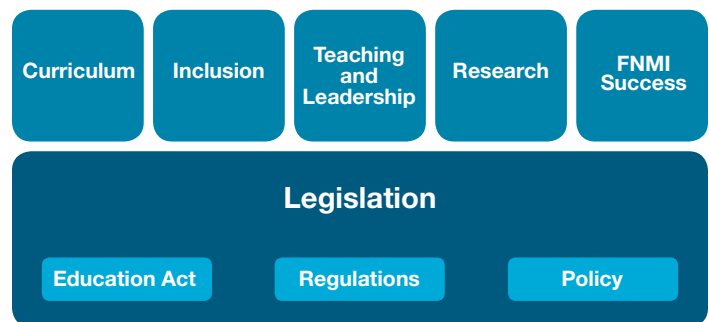 Curriculum
Inclusion
Teaching
and
Leadership
Research
FNMI
Success
Legislation
Education Act
Regulations
Policy